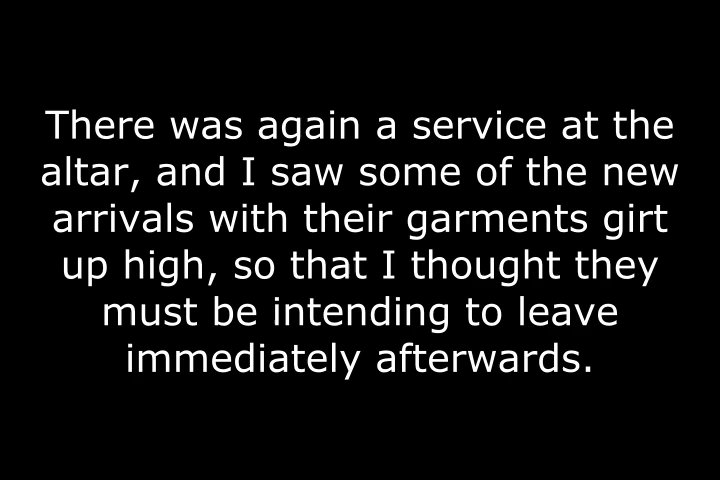 There was again a service at the
altar, and I saw some of the new
arrivals with their garments girt
up high, so that I thought they
must be intending to leave
immediately afterwards.